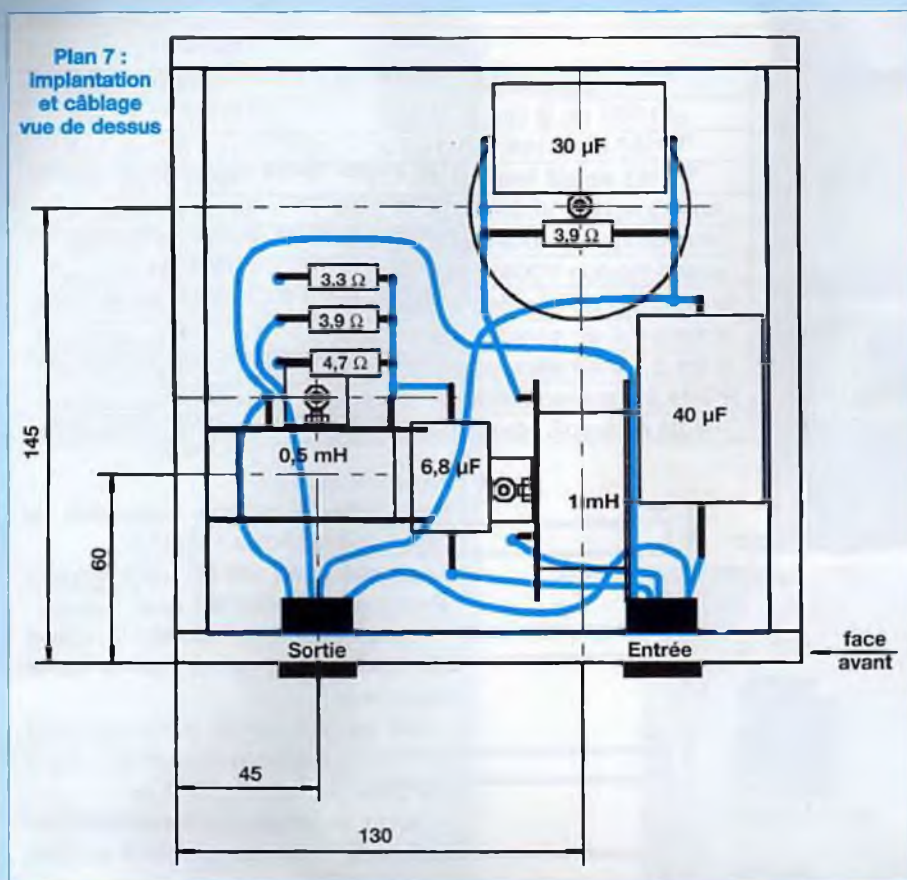 Plan 7 :
Implantation
et câblage
vue de dessus
30 µF
3,9 Ω
3.3 Ω
3,9 Ω
4,7 Ω
40 µF
0,5 mH
6,8 µF
1 mH
145
60
Sortie
Entrée
face
avant
45
130